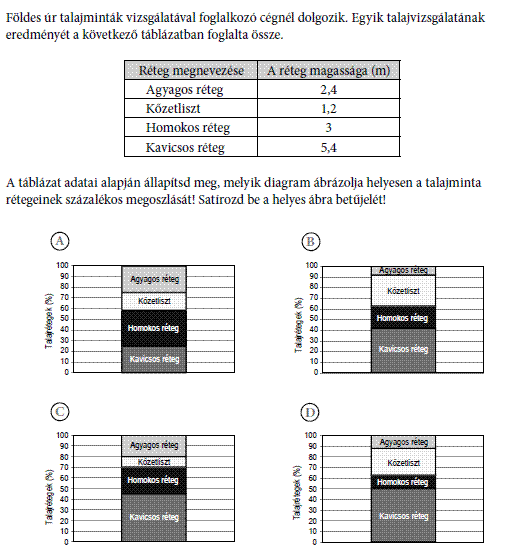 Földes úr talajminták vizsgálatával foglalkozó cégnél dolgozik. Egyik talajvizsgálatának
eredményét a következő táblázatban foglalta össze.
Réteg megnevezése A réteg magassága (m)
Agyagos réteg 2,4
Kőzetliszt 1,2
Homokos réteg 3
Kavicsos réteg 5,4
A táblázat adatai alapján állapítsd meg, melyik diagram ábrázolja helyesen a talajminta
rétegeinek százalékos megoszlását! Satírozd be a helyes ábra betűjelét!
A
Talajrétegek (%)
100
90
80
70
60
50
40
30
20
10
0
Agyagos réteg
Kőzetliszt
Homokos réteg
Kavicsos réteg
B
Talajrétegek (%)
100
90
80
70
60
50
40
30
20
10
0
Agyagos réteg
Kőzetliszt
Homokos réteg
Kavicsos réteg
C
Talajrétegek (%)
100
90
80
70
60
50
40
30
20
10
0
Agyagos réteg
Kőzetliszt
Homokos réteg
Kavicsos réteg
D
Talajrétegek (%)
100
90
80
70
60
50
40
30
20
10
0
Agyagos réteg
Kőzetliszt
Homokos réteg
Kavicsos réteg